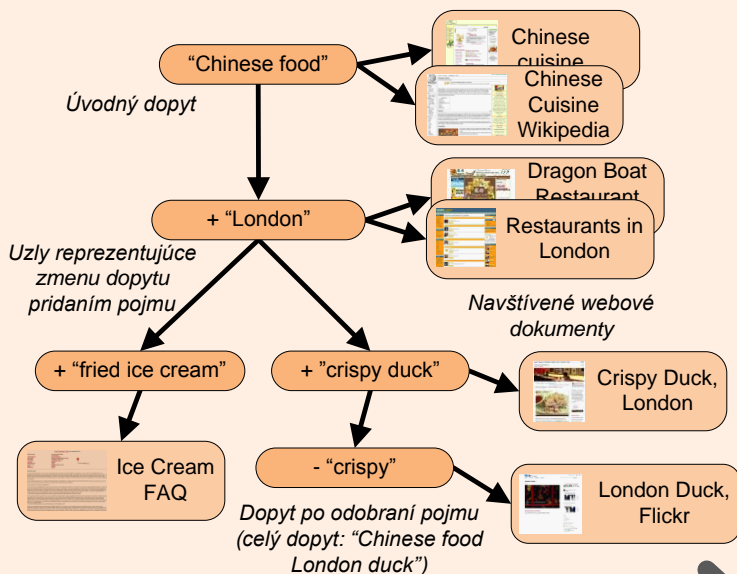 “Chinese food”
Chinese
cuisine
Chinese
Cuisine
Wikipedia
Úvodný dopyt
+ “London”
Dragon Boat
Restaurant
Restaurants in
London
Uzly reprezentujúce
zmenu dopytu
pridaním pojmu
Navštívené webové
dokumenty
+ “fried ice cream”
+ ”crispy duck”
Crispy Duck,
London
Ice Cream
FAQ
- “crispy”
London Duck,
Flickr
Dopyt po odobraní pojmu
(celý dopyt: “Chinese food
London duck”)